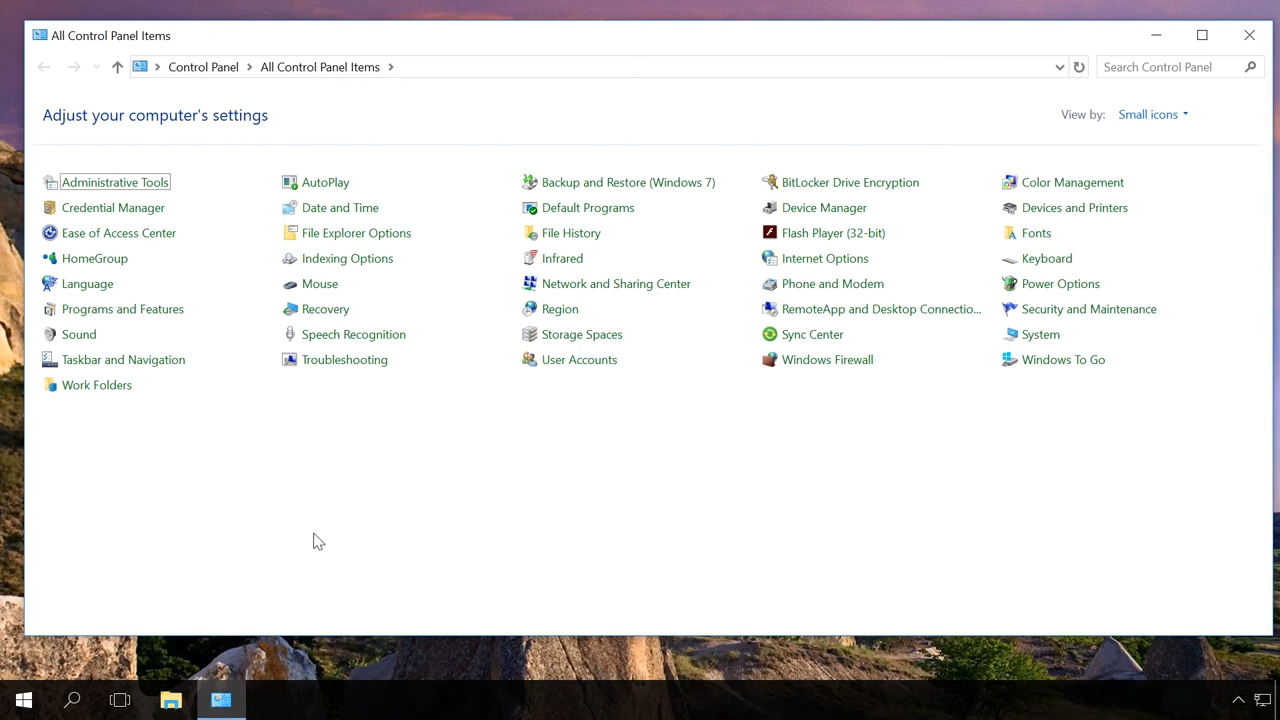 All Control Panel Items
Control Panel All Control Panel Items Search Control Panel
Adjust your computer's settings View by: Small icons
Administrative Tools AutoPlay Backup and Restore (Windows 7) BitLocker Drive Encryption Color Management
Credential Manager Date and Time Default Programs Device Manager Devices and Printers
Ease of Access Center File Explorer Options File History Flash Player (32-bit) Fonts
HomeGroup Indexing Options Infrared Internet Options Keyboard
Language Mouse Network and Sharing Center Phone and Modem Power Options
Programs and Features Recovery Region RemoteApp and Desktop Connectio... Security and Maintenance
Sound Speech Recognition Storage Spaces Sync Center System
Taskbar and Navigation Troubleshooting User Accounts Windows Firewall Windows To Go
Work Folders